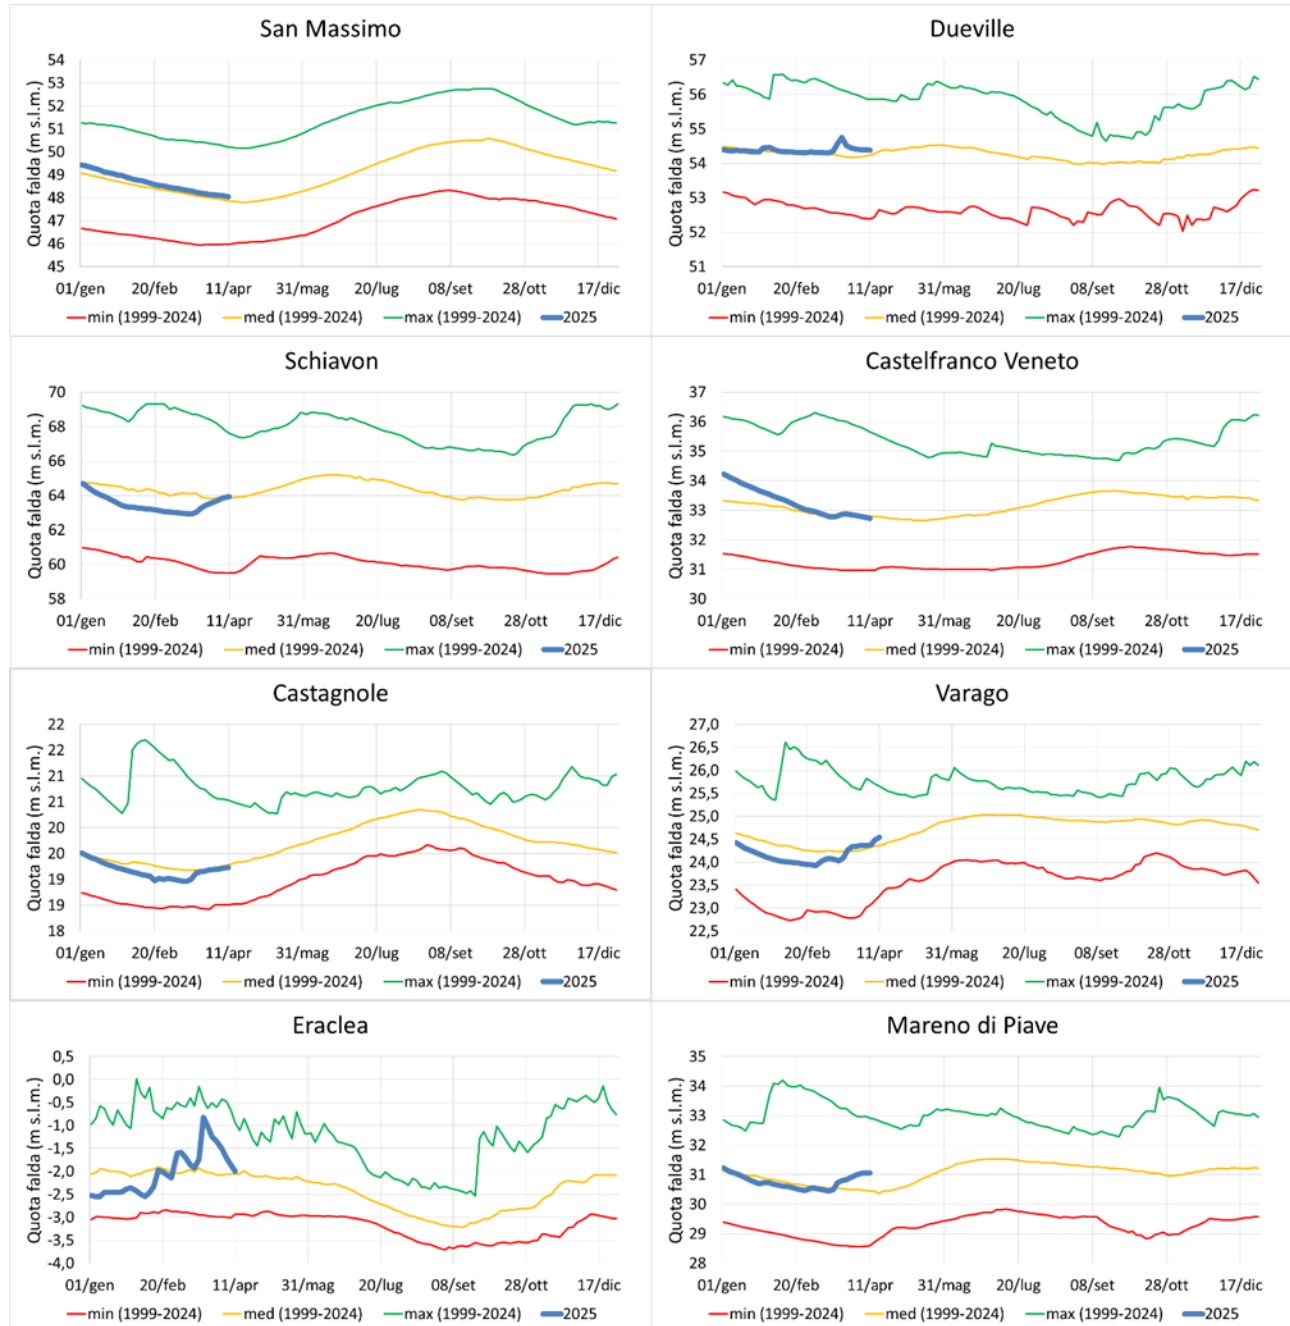 San Massimo
Quota falda (m s.l.m.)
54
53
52
51
50
49
48
47
46
45
01/gen 20/feb 11/apr 31/mag 20/lug 08/set 28/ott 17/dic
min (1999-2024) med (1999-2024) max (1999-2024) 2025
Dueville
Quota falda (m s.l.m.)
57
56
55
54
53
52
51
01/gen 20/feb 11/apr 31/mag 20/lug 08/set 28/ott 17/dic
min (1999-2024) med (1999-2024) max (1999-2024) 2025
Schiavon
Quota falda (m s.l.m.)
70
68
66
64
62
60
58
01/gen 20/feb 11/apr 31/mag 20/lug 08/set 28/ott 17/dic
min (1999-2024) med (1999-2024) max (1999-2024) 2025
Castelfranco Veneto
Quota falda (m s.l.m.)
37
36
35
34
33
32
31
30
01/gen 20/feb 11/apr 31/mag 20/lug 08/set 28/ott 17/dic
min (1999-2024) med (1999-2024) max (1999-2024) 2025
Castagnole
Quota falda (m s.l.m.)
22
22
21
21
20
20
19
19
18
01/gen 20/feb 11/apr 31/mag 20/lug 08/set 28/ott 17/dic
min (1999-2024) med (1999-2024) max (1999-2024) 2025
Varago
Quota falda (m s.l.m.)
27,0
26,5
26,0
25,5
25,0
24,5
24,0
23,5
23,0
22,5
01/gen 20/feb 11/apr 31/mag 20/lug 08/set 28/ott 17/dic
min (1999-2024) med (1999-2024) max (1999-2024) 2025
Eraclea
Quota falda (m s.l.m.)
0,5
0,0
-0,5
-1,0
-1,5
-2,0
-2,5
-3,0
-3,5
-4,0
01/gen 20/feb 11/apr 31/mag 20/lug 08/set 28/ott 17/dic
min (1999-2024) med (1999-2024) max (1999-2024) 2025
Mareno di Piave
Quota falda (m s.l.m.)
35
34
33
32
31
30
29
28
01/gen 20/feb 11/apr 31/mag 20/lug 08/set 28/ott 17/dic
min (1999-2024) med (1999-2024) max (1999-2024) 2025